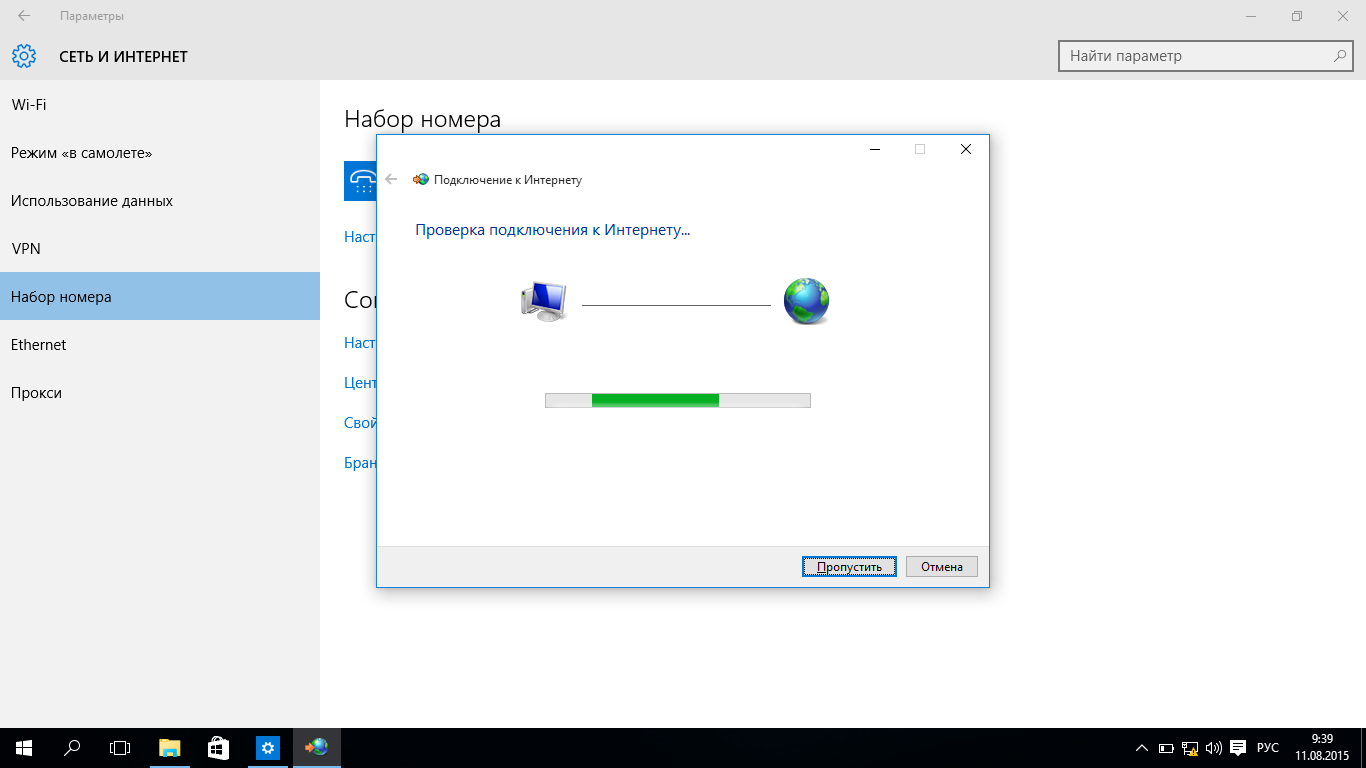 Параметры
СЕТЬ И ИНТЕРНЕТ
Найти параметр
Wi-Fi
Режим «в самолете»
Использование данных
VPN
Набор номера
Ethernet
Прокси
Набор номера
Наст
Со
Наст
Цент
Свой
Бран
Подключение к Интернету
Проверка подключения к Интернету...
Пропустить
Отмена
РУС
9:39
11.08.2015